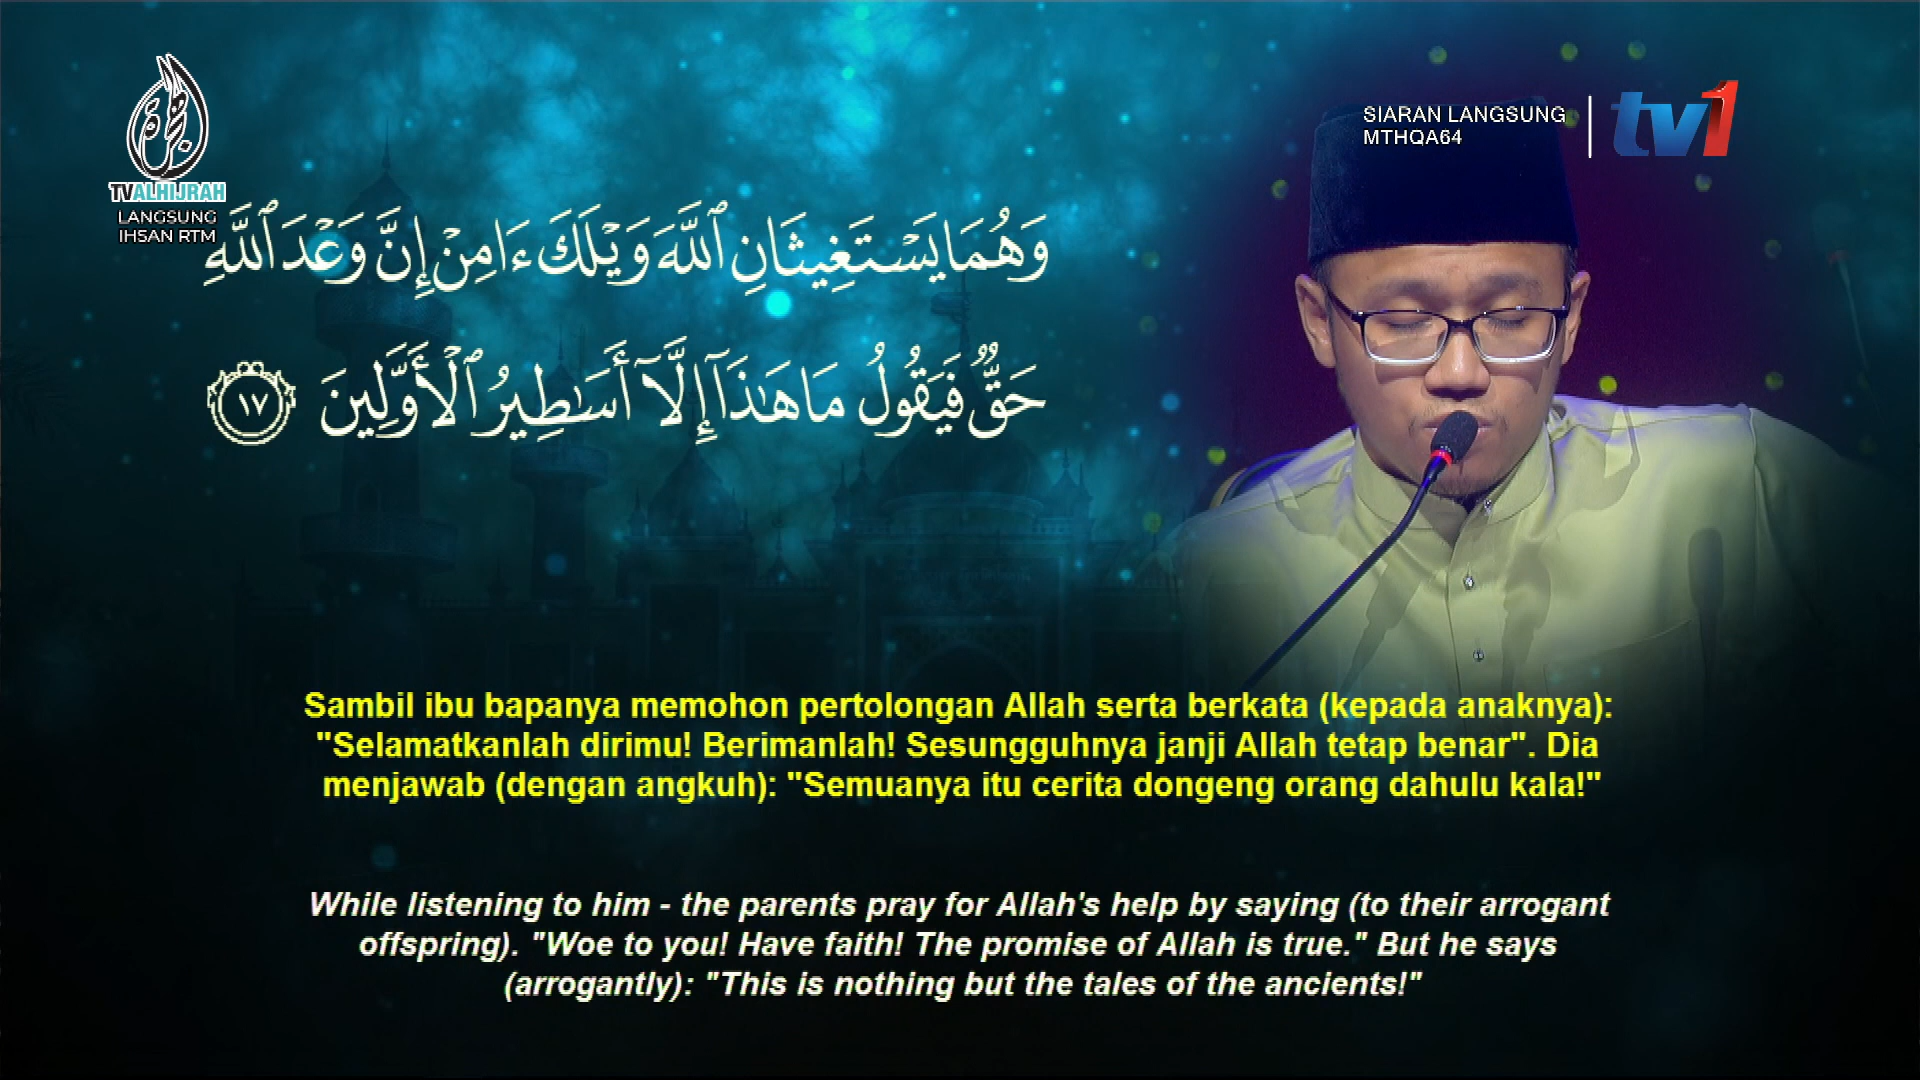 SIARAN LANGSUNG
MTHQA64
tv1
TVALHIJRAH
LANGSUNG
IHSAN RTM
وَهُمَا يَسْتَغِيثَانِ ٱللَّهَ وَيْلَكَ ءَامِنْ إِنَّ وَعْدَ ٱللَّهِ
حَقٌّ فَيَقُولُ مَا هَٰذَآ إِلَّآ أَسَٰطِيرُ ٱلْأَوَّلِينَ ١٧
Sambil ibu bapanya memohon pertolongan Allah serta berkata (kepada anaknya):
"Selamatkanlah dirimu! Berimanlah! Sesungguhnya janji Allah tetap benar". Dia
menjawab (dengan angkuh): "Semuanya itu cerita dongeng orang dahulu kala!"
While listening to him - the parents pray for Allah's help by saying (to their arrogant
offspring). "Woe to you! Have faith! The promise of Allah is true." But he says
(arrogantly): "This is nothing but the tales of the ancients!"